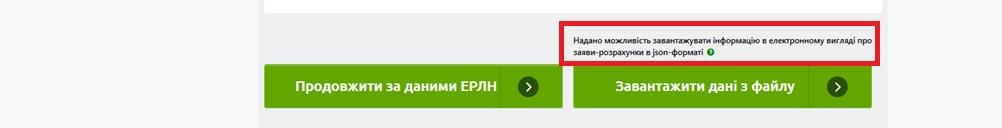 Надано можливість завантажувати інформацію в електронному вигляді про
заяви-розрахунки в json-форматі ?
Продовжити за даними ЕРЛН
Завантажити дані з файлу